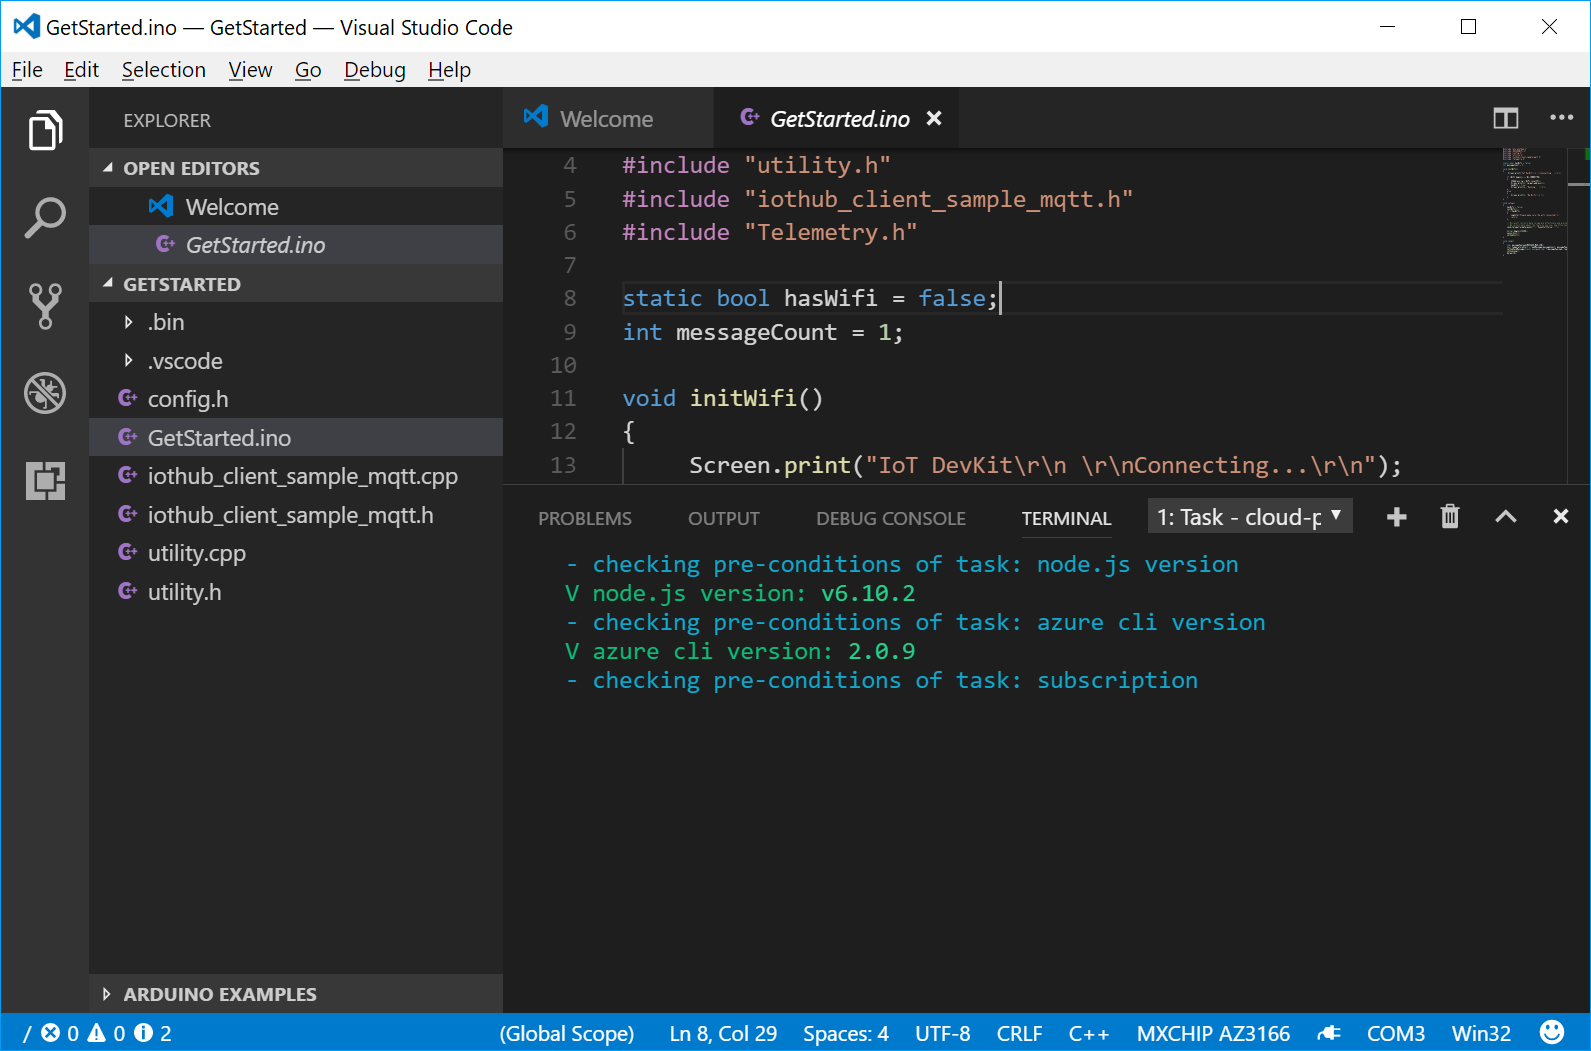 GetStarted.ino — GetStarted — Visual Studio Code
File Edit Selection View Go Debug Help
EXPLORER
OPEN EDITORS
Welcome
GetStarted.ino
GETSTARTED
.bin
.vscode
config.h
GetStarted.ino
iothub_client_sample_mqtt.cpp
iothub_client_sample_mqtt.h
utility.cpp
utility.h
ARDUINO EXAMPLES
Welcome GetStarted.ino
4 #include "utility.h"
5 #include "iothub_client_sample_mqtt.h"
6 #include "Telemetry.h"
7
8 static bool hasWifi = false;
9 int messageCount = 1;
10
11 void initWifi()
12 {
13 Screen.print("IoT DevKit\r\n \r\nConnecting...\r\n");
PROBLEMS OUTPUT DEBUG CONSOLE TERMINAL 1: Task - cloud-p
- checking pre-conditions of task: node.js version
V node.js version: v6.10.2
- checking pre-conditions of task: azure cli version
V azure cli version: 2.0.9
- checking pre-conditions of task: subscription
/ 0 0 2 (Global Scope) Ln 8, Col 29 Spaces: 4 UTF-8 CRLF C++ MXCHIP AZ3166 COM3 Win32